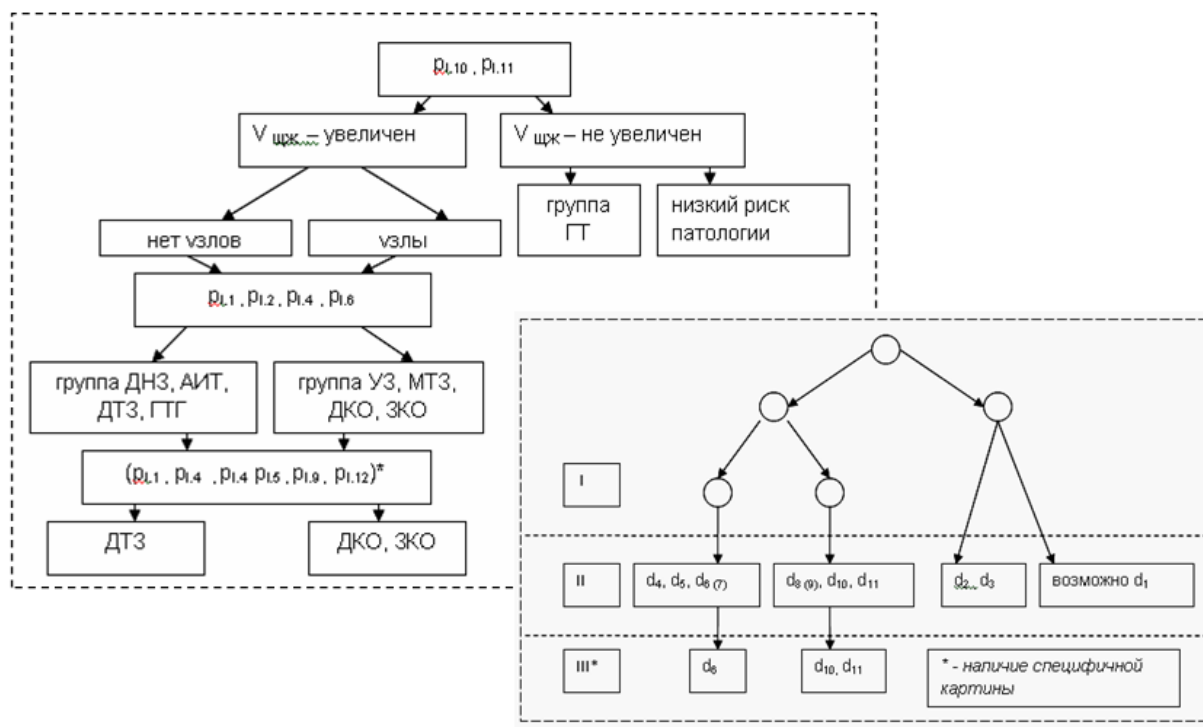 pI.10 , pI.11
V щж – увеличен
V щж – не увеличен
группа
ГТ
низкий риск
патологии
нет узлов
узлы
pI.1 , pI.2 , pI.4 , pI.6
группа ДНЗ, АИТ,
ДТЗ, ГТГ
группа УЗ, МТЗ,
ДКО, ЗКО
(pI.1 , pI.4 , pI.4 pI.5 , pI.9 , pI.12)*
ДТЗ
ДКО, ЗКО
I
II
d4, d5, d6 (7)
d8 (9), d10, d11
d2, d3
возможно d1
III*
d6
d10, d11
* - наличие специфичной
картины